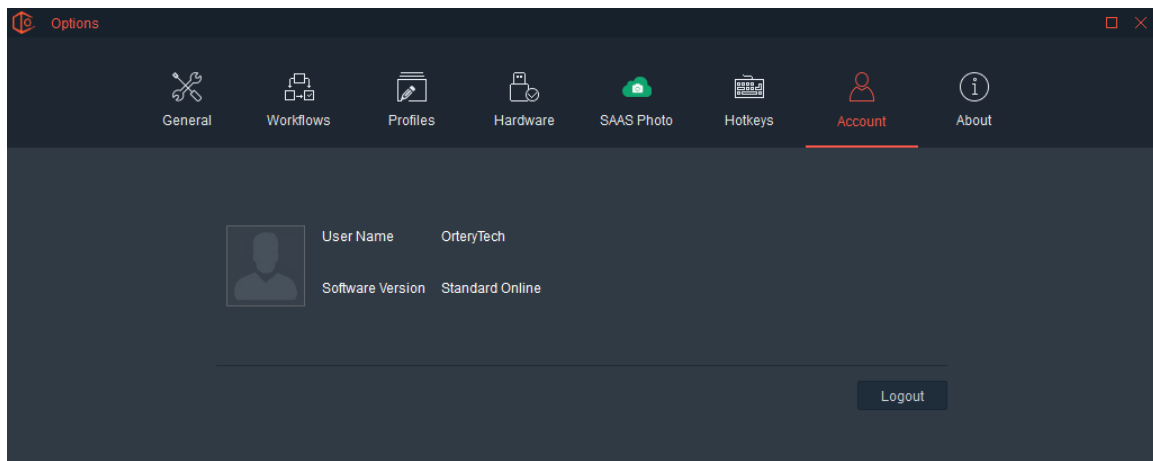 Options
General Workflows Profiles Hardware SAAS Photo Hotkeys Account About
User Name OrteryTech
Software Version Standard Online
Logout